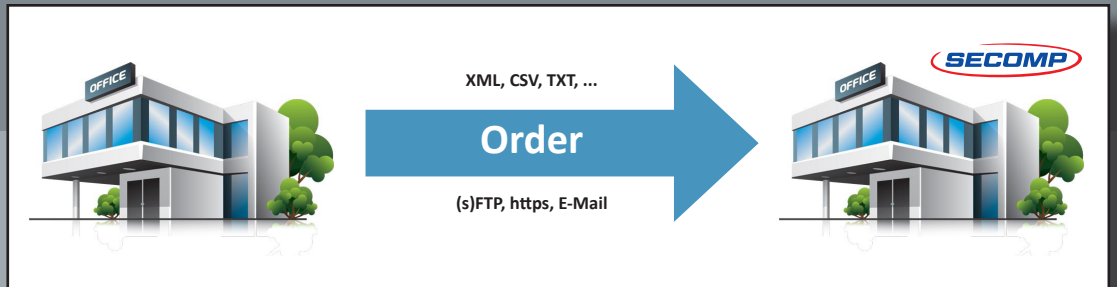 OFFICE
XML, CSV, TXT, ...
Order
(s)FTP, https, E-Mail
SECOMP
OFFICE